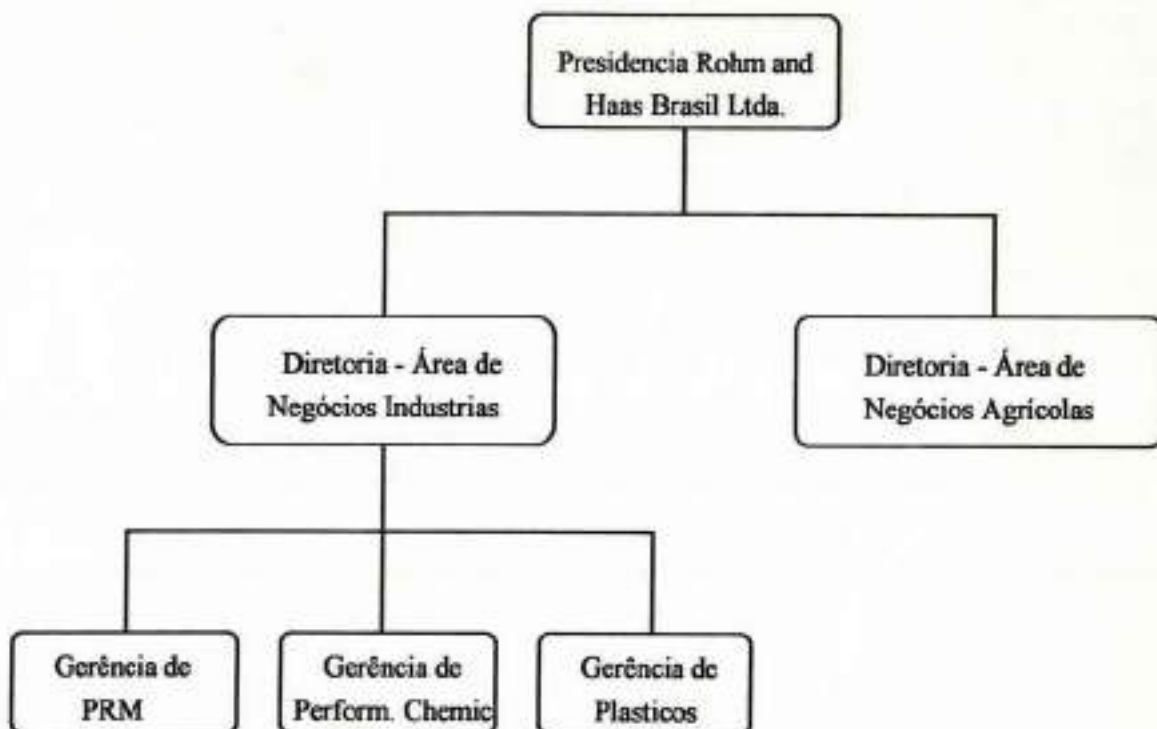 Presidencia Rohm and
Haas Brasil Ltda.
Diretoria - Área de
Negócios Industrias
Diretoria - Área de
Negócios Agrícolas
Gerência de
PRM
Gerência de
Perform. Chemic
Gerência de
Plasticos